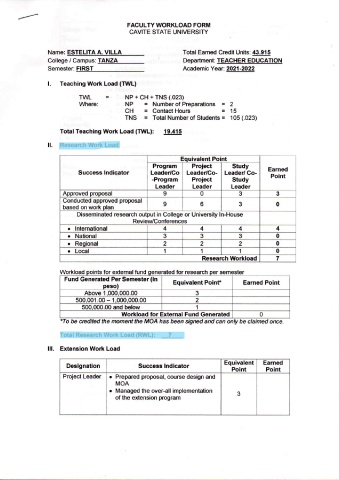 FACULTY WORKLOAD FORM
CAVITE STATE UNIVERSITY
Name: ESTELITA A. VILLA Total Earned Credit Units: 43.915
College / Campus: TANZA Department: TEACHER EDUCATION
Semester: FIRST Academic Year: 2021-2022
I. Teaching Work Load (TWL)
TWL = NP + CH + TNS (.023)
Where: NP = Number of Preparations = 2
CH = Contact Hours = 15
TNS = Total Number of Students = 105 (.023)
Total Teaching Work Load (TWL): 19.415
II. Research Work Load
Success Indicator Equivalent Point Earned Point
Program Leader/Co-Program Leader Project Leader/Co-Project Leader Study Leader/ Co-Study Leader
Approved proposal 9 0 3 3
Conducted approved proposal based on work plan 9 6 3 0
Disseminated research output in College or University In-House Review/Conferences
• International 4 4 4 4
• National 3 3 3 0
• Regional 2 2 2 0
• Local 1 1 1 0
Research Workload 7
Workload points for external fund generated for research per semester
Fund Generated Per Semester (in peso) Equivalent Point* Earned Point
Above 1,000,000.00 3
500,001.00 – 1,000,000.00 2
500,000.00 and below 1
Workload for External Fund Generated 0
*To be credited the moment the MOA has been signed and can only be claimed once.
Total Research Work Load (RWL): 7
III. Extension Work Load
Designation Success Indicator Equivalent Point Earned Point
Project Leader • Prepared proposal, course design and MOA
• Managed the over-all implementation of the extension program 3